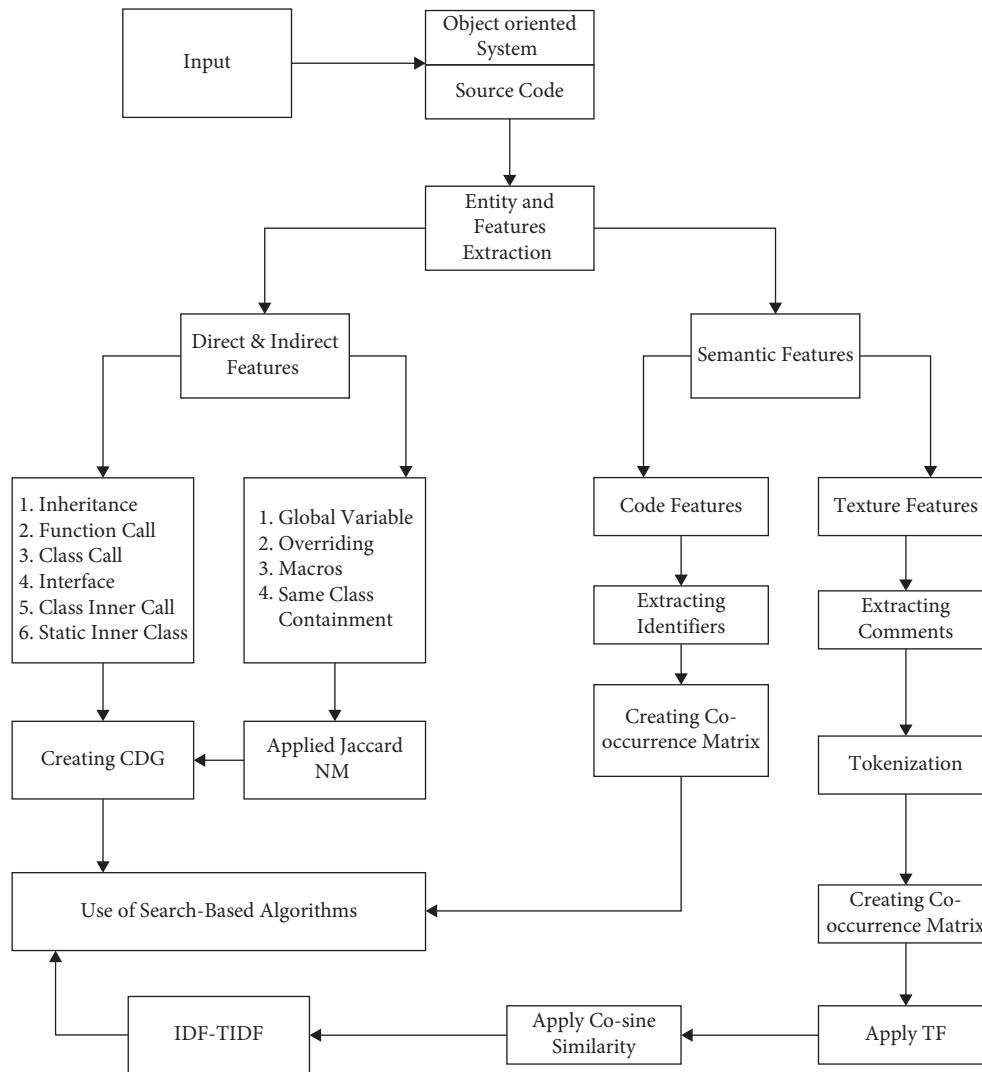 Input
Object oriented
System
Source Code
Entity and
Features
Extraction
Direct & Indirect
Features
Semantic Features
1. Inheritance
2. Function Call
3. Class Call
4. Interface
5. Class Inner Call
6. Static Inner Class
1. Global Variable
2. Overriding
3. Macros
4. Same Class
Containment
Code Features
Texture Features
Extracting
Identifiers
Extracting
Comments
Creating CDG
Applied Jaccard
NM
Creating Co-
occurrence Matrix
Tokenization
Use of Search-Based Algorithms
Creating Co-
occurrence Matrix
IDF-TIDF
Apply Co-sine
Similarity
Apply TF